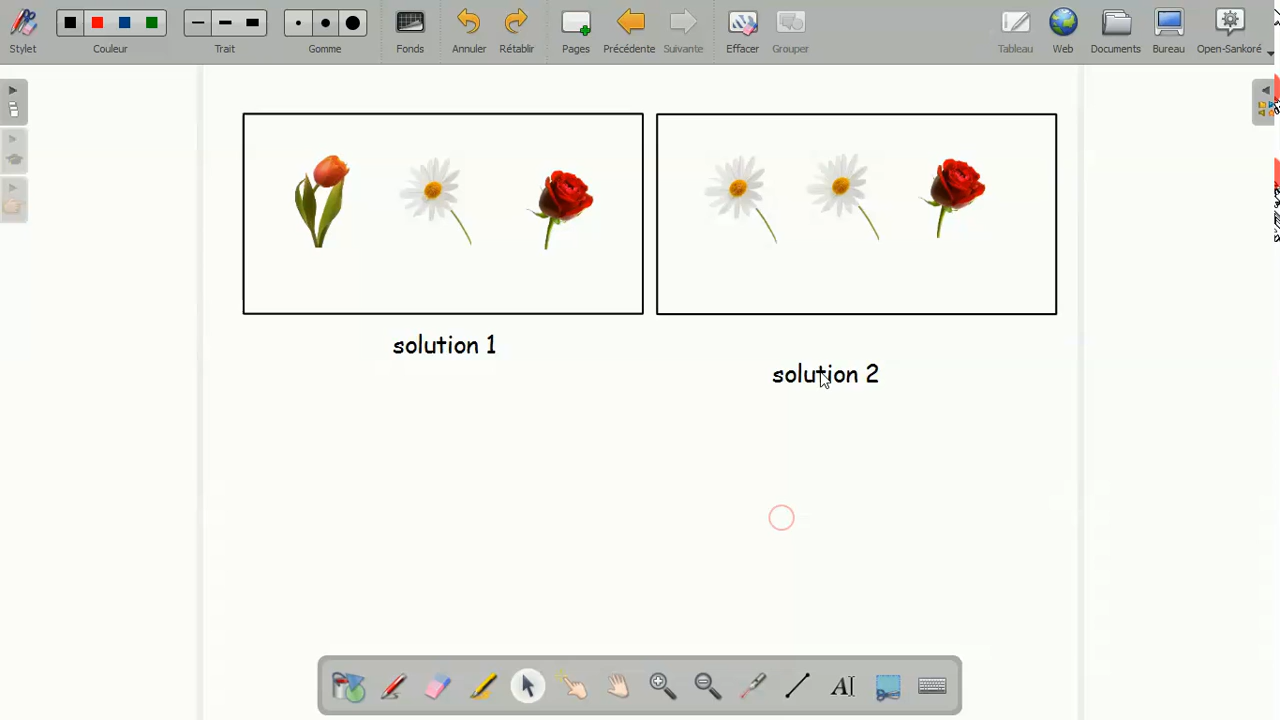 Stylet
Couleur
Trait
Gomme
Fonds
Annuler
Rétablir
Pages
Précédente
Suivante
Effacer
Grouper
Tableau
Web
Documents
Bureau
Open-Sankoré
solution 1
solution 2
AI